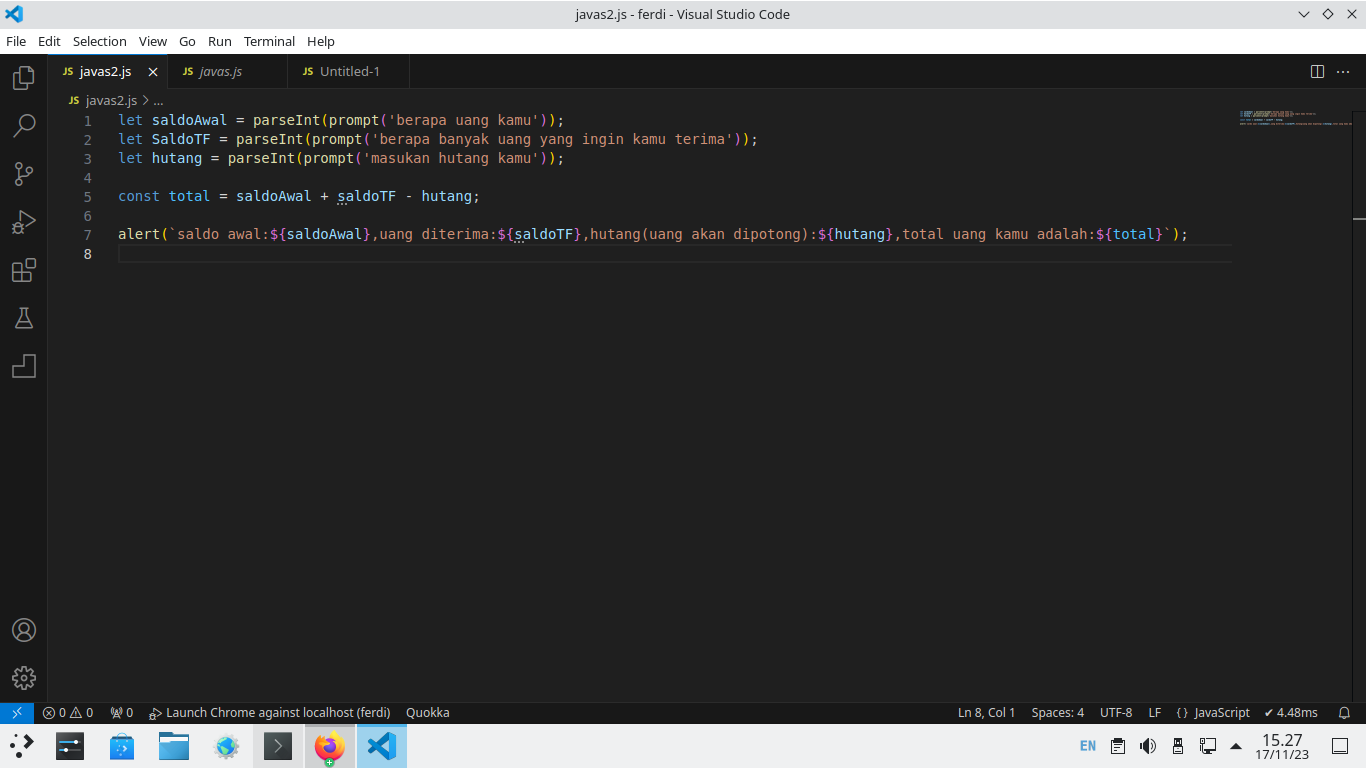 javas2.js - ferdi - Visual Studio Code
File Edit Selection View Go Run Terminal Help
JS javas2.js JS javas.js JS Untitled-1
JS javas2.js > ...
1 let saldoAwal = parseInt(prompt('berapa uang kamu'));
2 let SaldoTF = parseInt(prompt('berapa banyak uang yang ingin kamu terima'));
3 let hutang = parseInt(prompt('masukan hutang kamu'));
4
5 const total = saldoAwal + saldoTF - hutang;
6
7 alert(`saldo awal:${saldoAwal},uang diterima:${saldoTF},hutang(uang akan dipotong):${hutang},total uang kamu adalah:${total}`);
8
0 0 0 Launch Chrome against localhost (ferdi) Quokka Ln 8, Col 1 Spaces: 4 UTF-8 LF {} JavaScript ✔ 4.48ms
EN 15.27
17/11/23